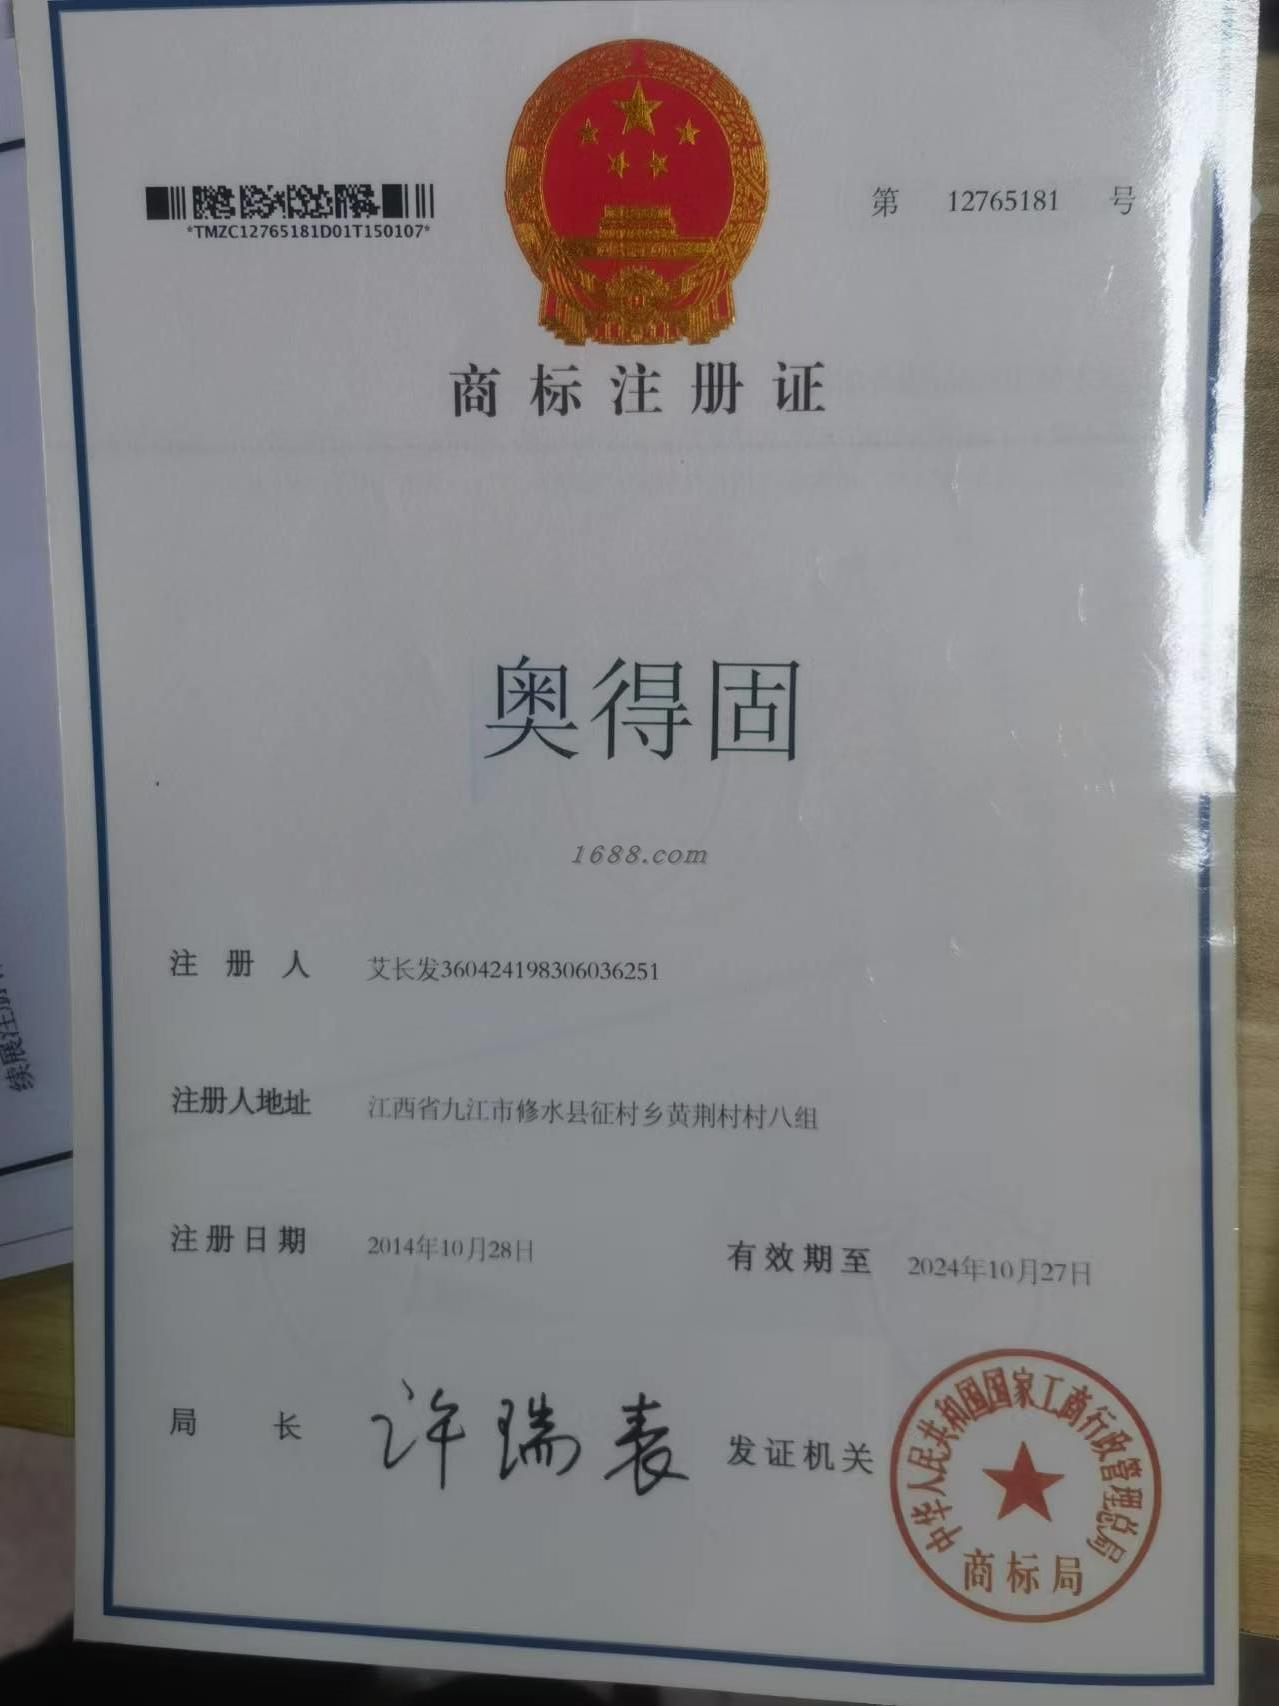 *TMZC12765181D01T150107*
第 12765181 号
商标注册证
奥得固
1688.com
注册人 艾长发360424198306036251
注册人地址 江西省九江市修水县征村乡黄荆村村八组
注册日期 2014年10月28日 有效期至 2024年10月27日
局长 许瑞表 发证机关
中华人民共和国国家工商行政管理总局
商标局
续展注